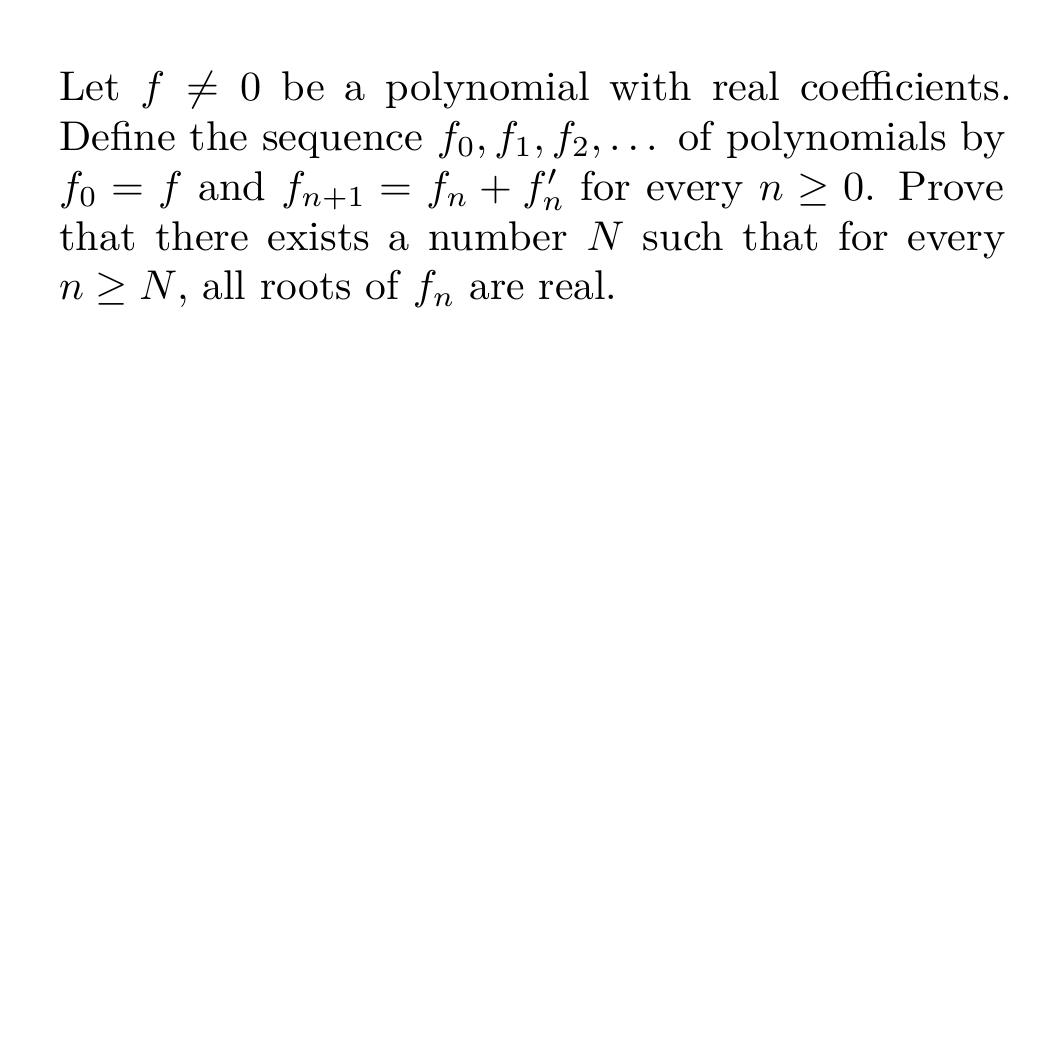 Let $f \neq 0$ be a polynomial with real coefficients.
Define the sequence $f_0, f_1, f_2, \ldots$ of polynomials by
$f_0 = f$ and $f_{n+1} = f_n + f_n'$ for every $n \geq 0$. Prove
that there exists a number $N$ such that for every
$n \geq N$, all roots of $f_n$ are real.